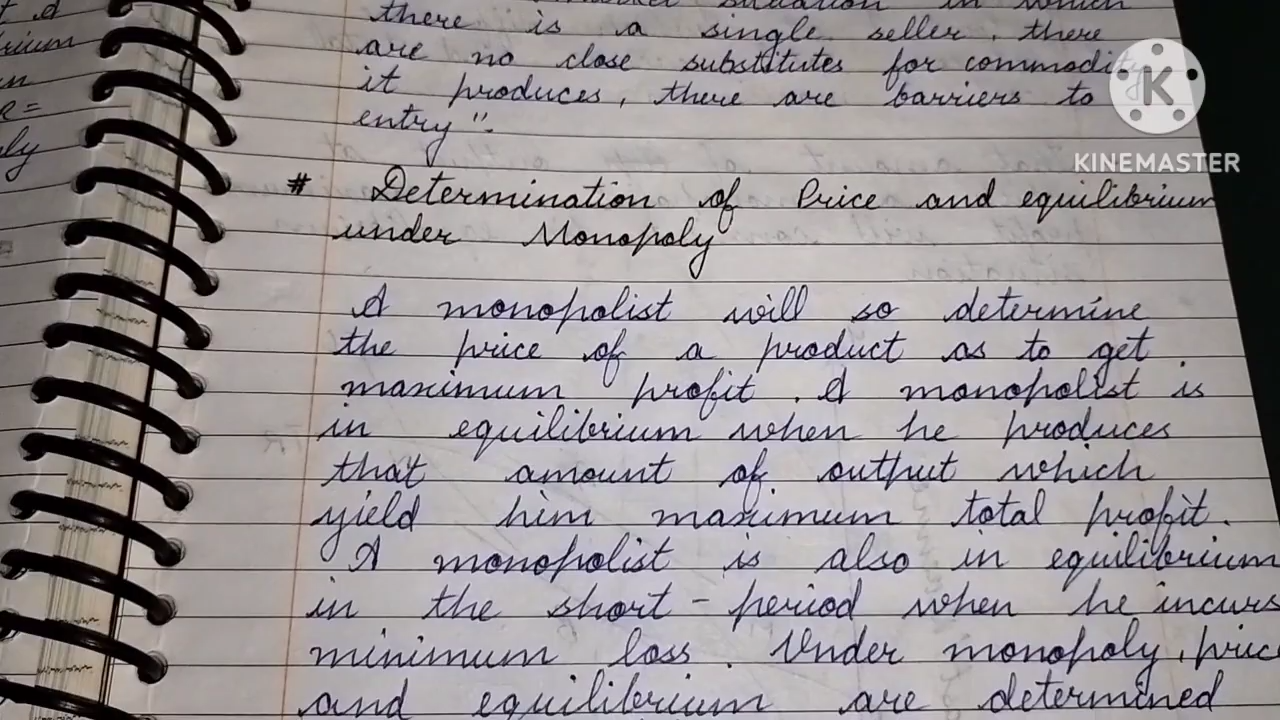 market situation in which
there is a single seller, there
are no close substitutes for commodity
it produces, there are barriers to
entry".
# Determination of Price and equilibrium
under Monopoly
A monopolist will so determine
the price of a product as to get
maximum profit. A monopolist is
in equilibrium when he produces
that amount of output which
yield him maximum total profit.
A monopolist is also in equilibrium
in the short-period when he incurs
minimum loss. Under monopoly, price
and equilibrium are determined
K
KINEMASTER